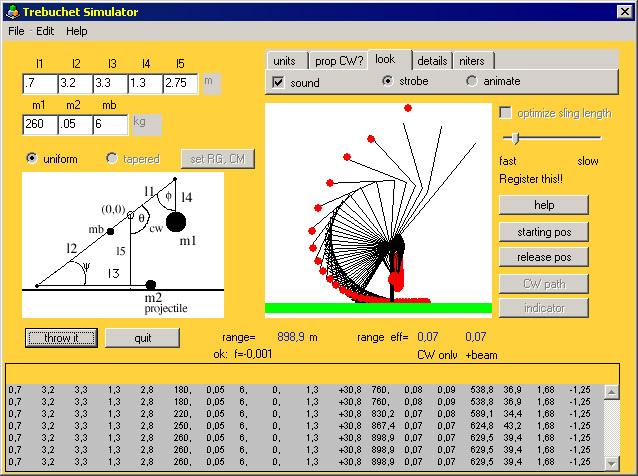 Trebuchet Simulator
File Edit Help
l1 l2 l3 l4 l5
.7 3.2 3.3 1.3 2.75 m
m1 m2 mb
260 .05 6 kg
uniform tapered set RG, CM
units prop CW? look details niters
sound strobe animate
optimize sling length
fast slow
Register this!!
help
starting pos
release pos
CW path
indicator
l1 ϕ
(0,0) θ l4
mb cw m1
l2 l5
ψ l3
m2
projectile
throw it quit
range= 898,9 m range eff= 0,07 0,07
ok: f=-0,001 CW only +beam
0,7 3,2 3,3 1,3 2,8 180, 0,05 6, 0, 1,3 +30,8 760, 0,08 0,09 538,8 36,9 1,68 -1,25
0,7 3,2 3,3 1,3 2,8 180, 0,05 6, 0, 1,3 +30,8 760, 0,08 0,09 538,8 36,9 1,68 -1,25
0,7 3,2 3,3 1,3 2,8 220, 0,05 6, 0, 1,3 +30,8 830,2 0,07 0,08 589,1 34,4 1,68 -1,25
0,7 3,2 3,3 1,3 2,8 250, 0,05 6, 0, 1,3 +30,8 867,4 0,07 0,08 624,8 43,2 1,68 -1,25
0,7 3,2 3,3 1,3 2,8 260, 0,05 6, 0, 1,3 +30,8 898,9 0,07 0,07 629,5 39,4 1,68 -1,25
0,7 3,2 3,3 1,3 2,8 260, 0,05 6, 0, 1,3 +30,8 898,9 0,07 0,07 629,5 39,4 1,68 -1,25
0,7 3,2 3,3 1,3 2,8 260, 0,05 6, 0, 1,3 +30,8 898,9 0,07 0,07 629,5 39,4 1,68 -1,25